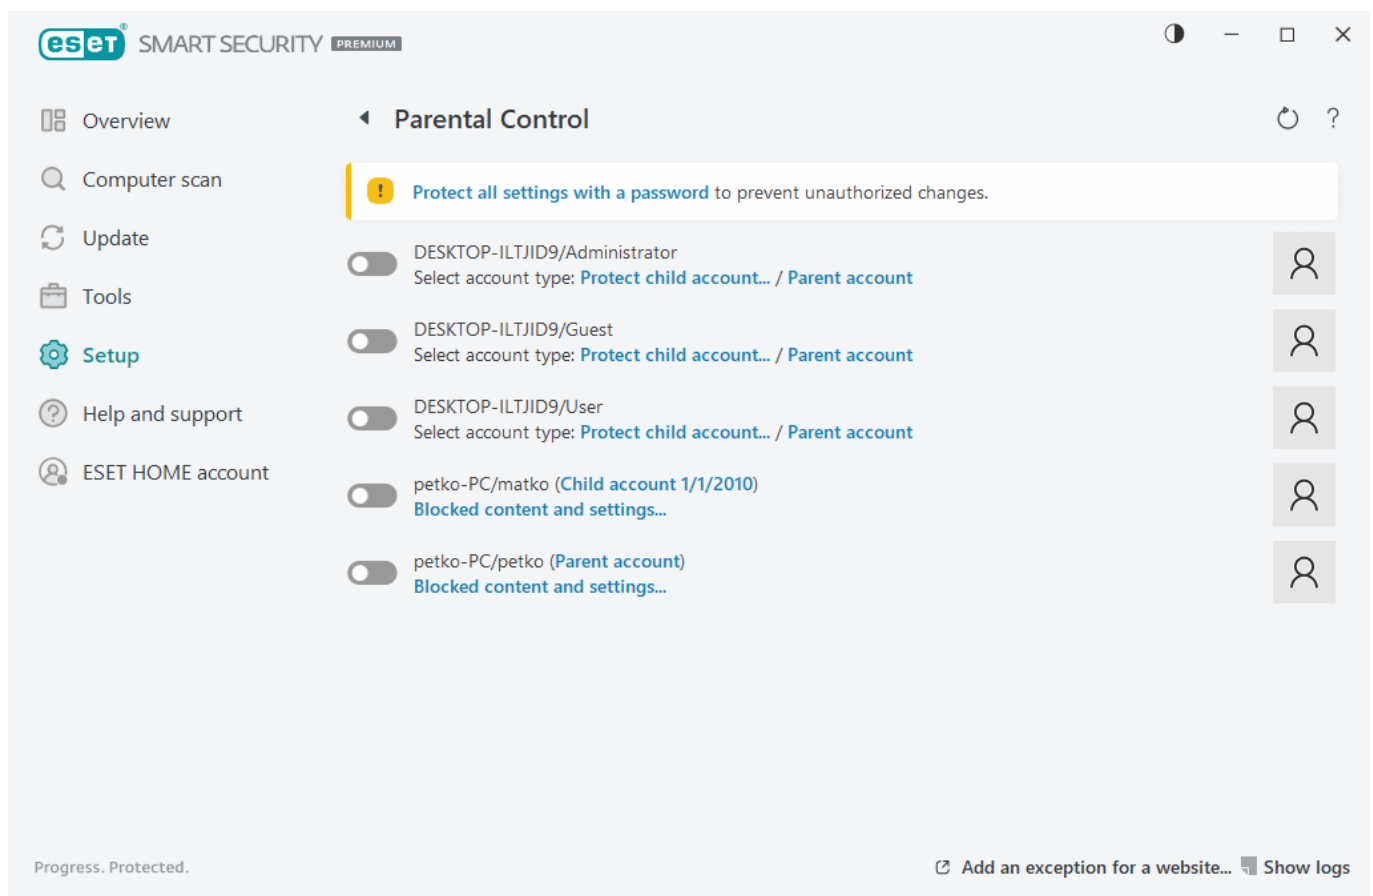 eset® SMART SECURITY PREMIUM
Overview
Computer scan
Update
Tools
Setup
Help and support
ESET HOME account
Parental Control
?
! Protect all settings with a password to prevent unauthorized changes.
DESKTOP-ILTJID9/Administrator
Select account type: Protect child account... / Parent account
DESKTOP-ILTJID9/Guest
Select account type: Protect child account... / Parent account
DESKTOP-ILTJID9/User
Select account type: Protect child account... / Parent account
petko-PC/matko (Child account 1/1/2010)
Blocked content and settings...
petko-PC/petko (Parent account)
Blocked content and settings...
Progress. Protected.
Add an exception for a website... Show logs